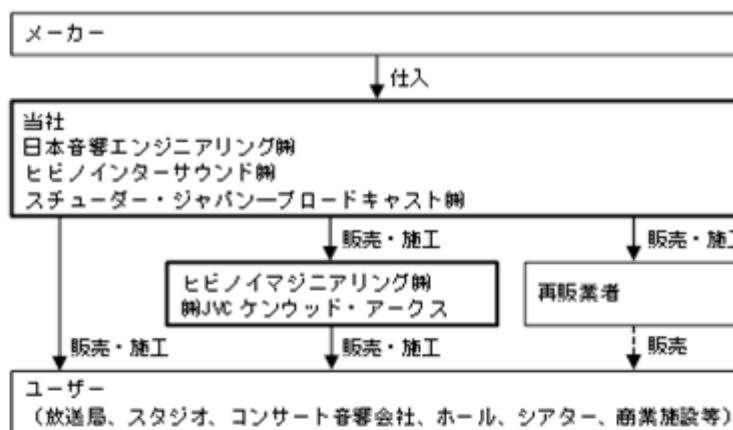 メーカー
仕入
当社
日本音響エンジニアリング㈱
ヒビノインターサウンド㈱
スチューダー・ジャパン―ブロードキャスト㈱
販売・施工
販売・施工
ヒビノイマジニアリング㈱
㈱JVCケンウッド・アークス
再販業者
販売・施工
販売・施工
販売
ユーザー
(放送局、スタジオ、コンサート音響会社、ホール、シアター、商業施設等)